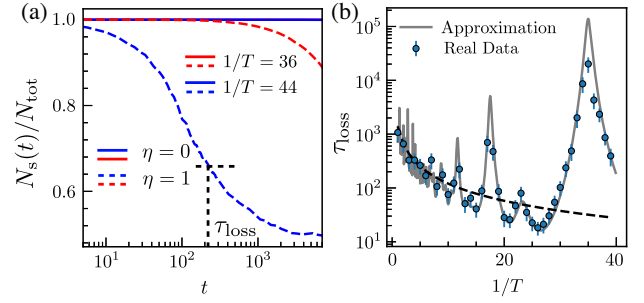 (a)
1.0
0.8
0.6
N_s(t)/N_tot
1/T = 36
1/T = 44
η = 0
η = 1
τ_loss
10^1
10^2
10^3
t
(b)
Approximation
Real Data
10^5
10^4
10^3
10^2
10^1
τ_loss
0
10
20
30
40
1/T